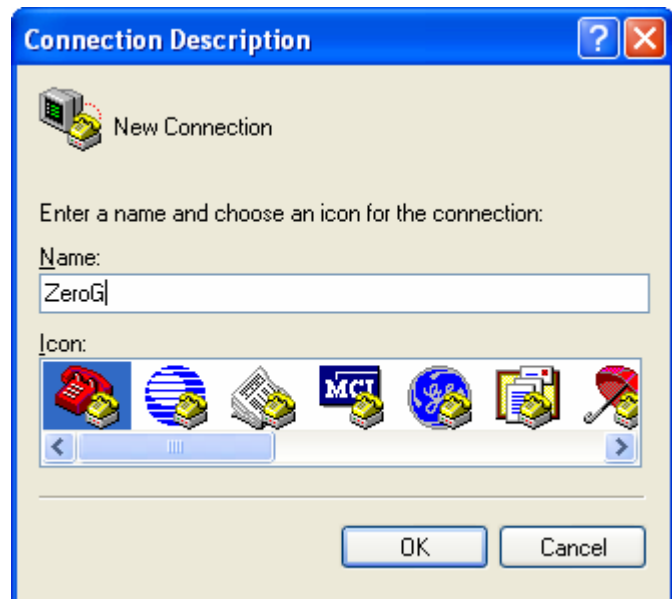 Connection Description
New Connection
Enter a name and choose an icon for the connection:
Name:
ZeroG
Icon:
MCI
OK
Cancel